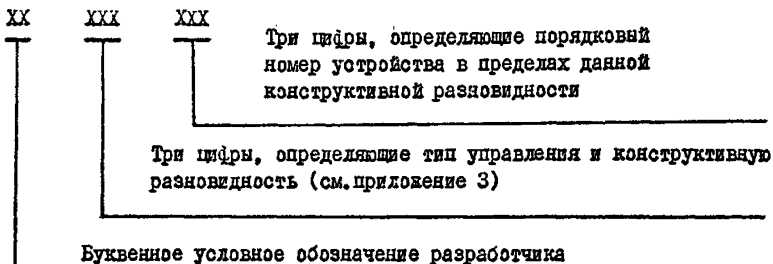 XX XXX XXX
Три цифры, определяющие порядковый
номер устройства в пределах данной
конструктивной разновидности
Три цифры, определяющие тип управления и конструктивную
разновидность (см.приложение 3)
Буквенное условное обозначение разработчика